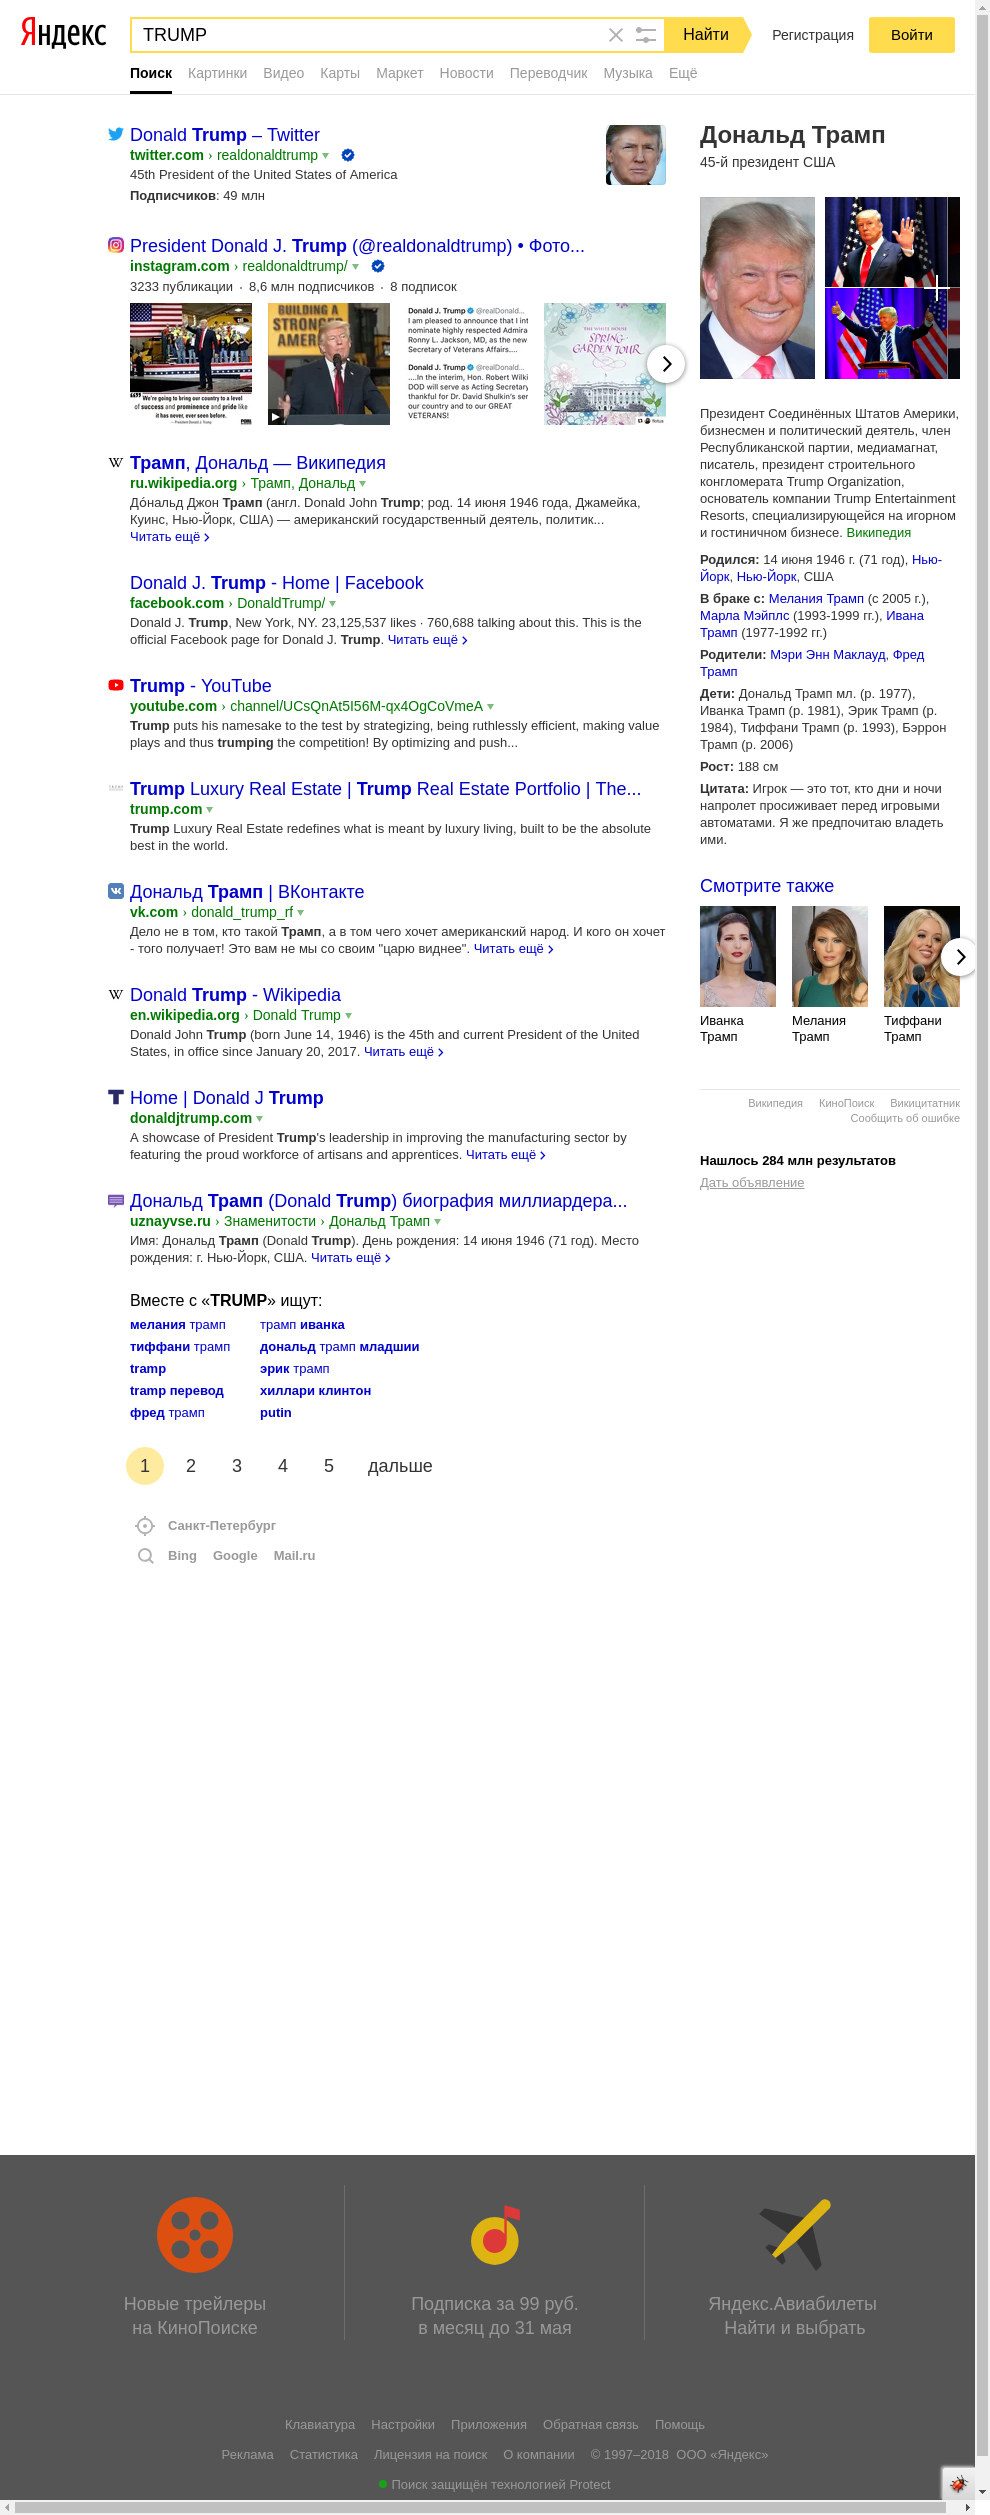 Яндекс
TRUMP
Найти
Регистрация
Войти
Поиск Картинки Видео Карты Маркет Новости Переводчик Музыка Ещё
Donald Trump – Twitter
twitter.com › realdonaldtrump
45th President of the United States of America
Подписчиков: 49 млн
President Donald J. Trump (@realdonaldtrump) • Фото...
instagram.com › realdonaldtrump/
3233 публикации · 8,6 млн подписчиков · 8 подписок
We're going to bring our country to a level
of success and prominence and pride like
it has never, ever seen before.
BUILDING A
STRONG
AMERIC
Donald J. Trump @realDonald...
I am pleased to announce that I int
nominate highly respected Admira
Ronny L. Jackson, MD, as the new
Secretary of Veterans Affairs....
Donald J. Trump @realDonald...
....In the interim, Hon. Robert Wilki
DOD will serve as Acting Secretary
thankful for Dr. David Shulkin's ser
our country and to our GREAT
VETERANS!
THE WHITE HOUSE
SPRING
GARDEN TOUR
Трамп, Дональд — Википедия
ru.wikipedia.org › Трамп, Дональд
До́нальд Джон Трамп (англ. Donald John Trump; род. 14 июня 1946 года, Джамейка,
Куинс, Нью-Йорк, США) — американский государственный деятель, политик...
Читать ещё
Donald J. Trump - Home | Facebook
facebook.com › DonaldTrump/
Donald J. Trump, New York, NY. 23,125,537 likes · 760,688 talking about this. This is the
official Facebook page for Donald J. Trump. Читать ещё
Trump - YouTube
youtube.com › channel/UCsQnAt5I56M-qx4OgCoVmeA
Trump puts his namesake to the test by strategizing, being ruthlessly efficient, making value
plays and thus trumping the competition! By optimizing and push...
Trump Luxury Real Estate | Trump Real Estate Portfolio | The...
trump.com
Trump Luxury Real Estate redefines what is meant by luxury living, built to be the absolute
best in the world.
Дональд Трамп | ВКонтакте
vk.com › donald_trump_rf
Дело не в том, кто такой Трамп, а в том чего хочет американский народ. И кого он хочет
- того получает! Это вам не мы со своим "царю виднее". Читать ещё
Donald Trump - Wikipedia
en.wikipedia.org › Donald Trump
Donald John Trump (born June 14, 1946) is the 45th and current President of the United
States, in office since January 20, 2017. Читать ещё
Home | Donald J Trump
donaldjtrump.com
A showcase of President Trump's leadership in improving the manufacturing sector by
featuring the proud workforce of artisans and apprentices. Читать ещё
Дональд Трамп (Donald Trump) биография миллиардера...
uznayvse.ru › Знаменитости › Дональд Трамп
Имя: Дональд Трамп (Donald Trump). День рождения: 14 июня 1946 (71 год). Место
рождения: г. Нью-Йорк, США. Читать ещё
Вместе с «TRUMP» ищут:
мелания трамп трамп иванка
тиффани трамп дональд трамп младшии
tramp эрик трамп
tramp перевод хиллари клинтон
фред трамп putin
1 2 3 4 5 дальше
Санкт-Петербург
Bing Google Mail.ru
Дональд Трамп
45-й президент США
Президент Соединённых Штатов Америки,
бизнесмен и политический деятель, член
Республиканской партии, медиамагнат,
писатель, президент строительного
конгломерата Trump Organization,
основатель компании Trump Entertainment
Resorts, специализирующейся на игорном
и гостиничном бизнесе. Википедия
Родился: 14 июня 1946 г. (71 год), Нью-
Йорк, Нью-Йорк, США
В браке с: Мелания Трамп (с 2005 г.),
Марла Мэйплс (1993-1999 гг.), Ивана
Трамп (1977-1992 гг.)
Родители: Мэри Энн Маклауд, Фред
Трамп
Дети: Дональд Трамп мл. (р. 1977),
Иванка Трамп (р. 1981), Эрик Трамп (р.
1984), Тиффани Трамп (р. 1993), Бэррон
Трамп (р. 2006)
Рост: 188 см
Цитата: Игрок — это тот, кто дни и ночи
напролет просиживает перед игровыми
автоматами. Я же предпочитаю владеть
ими.
Смотрите также
Иванка Мелания Тиффани
Трамп Трамп Трамп
Википедия КиноПоиск Викицитатник
Сообщить об ошибке
Нашлось 284 млн результатов
Дать объявление
Новые трейлеры
на КиноПоиске
Подписка за 99 руб.
в месяц до 31 мая
Яндекс.Авиабилеты
Найти и выбрать
Клавиатура Настройки Приложения Обратная связь Помощь
Реклама Статистика Лицензия на поиск О компании © 1997–2018 ООО «Яндекс»
Поиск защищён технологией Protect